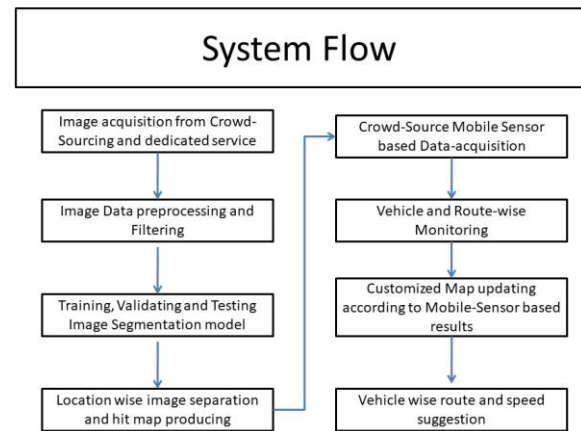 System Flow
Image acquisition from Crowd-
Sourcing and dedicated service
Image Data preprocessing and
Filtering
Training, Validating and Testing
Image Segmentation model
Location wise image separation
and hit map producing
Crowd-Source Mobile Sensor
based Data-acquisition
Vehicle and Route-wise
Monitoring
Customized Map updating
according to Mobile-Sensor based
results
Vehicle wise route and speed
suggestion